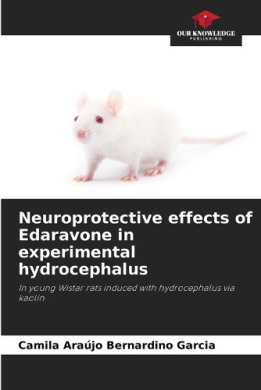 OUR KNOWLEDGE
PUBLISHING
Neuroprotective effects of
Edaravone in
experimental
hydrocephalus
In young Wistar rats induced with hydrocephalus via
kaolin
Camila Araújo Bernardino Garcia